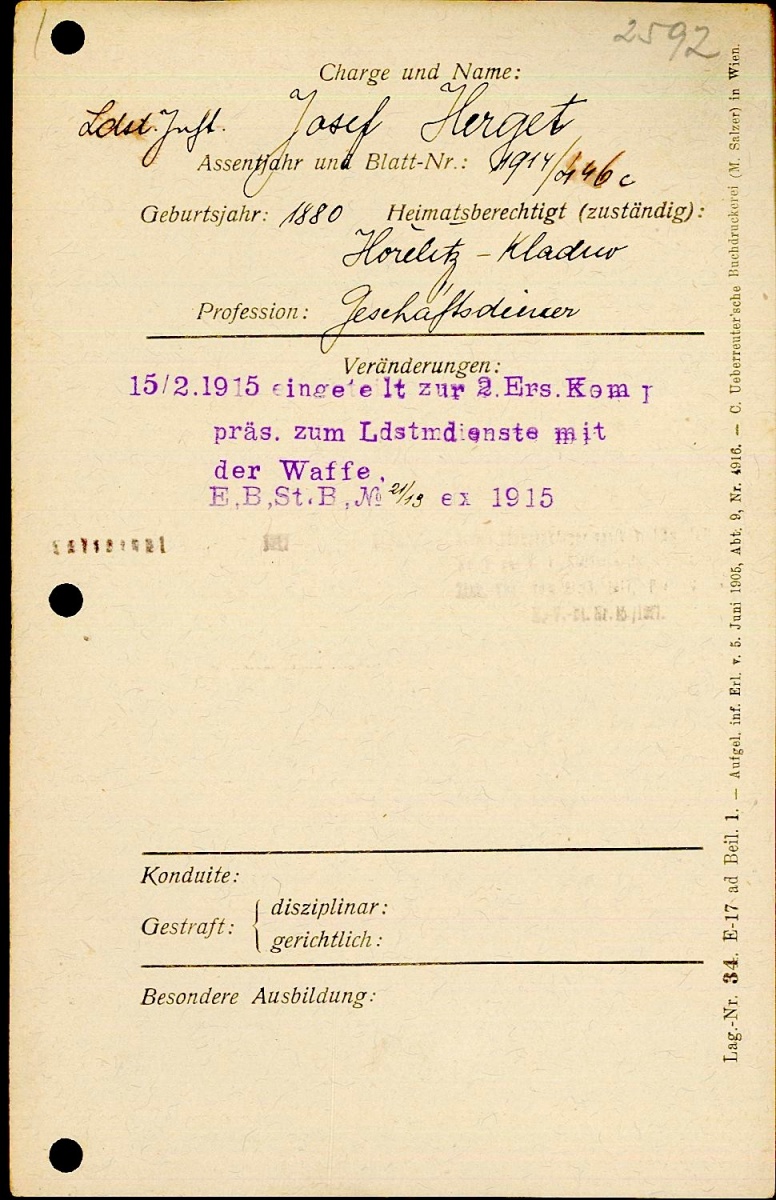 2592
Charge und Name:
Ldst. Inft. Josef Herget
Assentjahr und Blatt-Nr.: 1914/ 46 c
Geburtsjahr: 1880 Heimatsberechtigt (zuständig):
Hořelitz - Kladno
Profession: Geschäftsdiener
Veränderungen:
15/2.1915 eingeteilt zur 2. Ers. Komp
präs. zum Ldstmdienste mit
der Waffe.
E,B,St.B,№ 21/13 ex 1915
Konduite:
Gestraft: { disziplinar:
gerichtlich:
Besondere Ausbildung:
Lag.-Nr. 34. E-17 ad Beil. 1. — Aufgel. inf. Erl. v. 5. Juni 1905, Abt. 9, Nr. 4916. — C. Ueberreuter'sche Buchdruckerei (M. Salzer) in Wien.